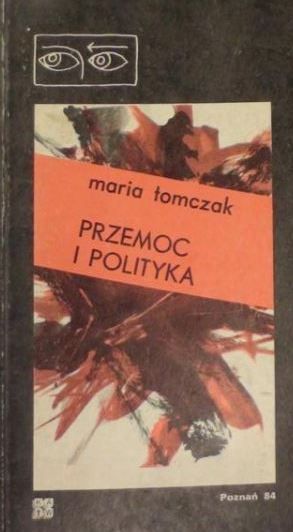 maria tomczak
PRZEMOC
I POLITYKA
Poznań 84